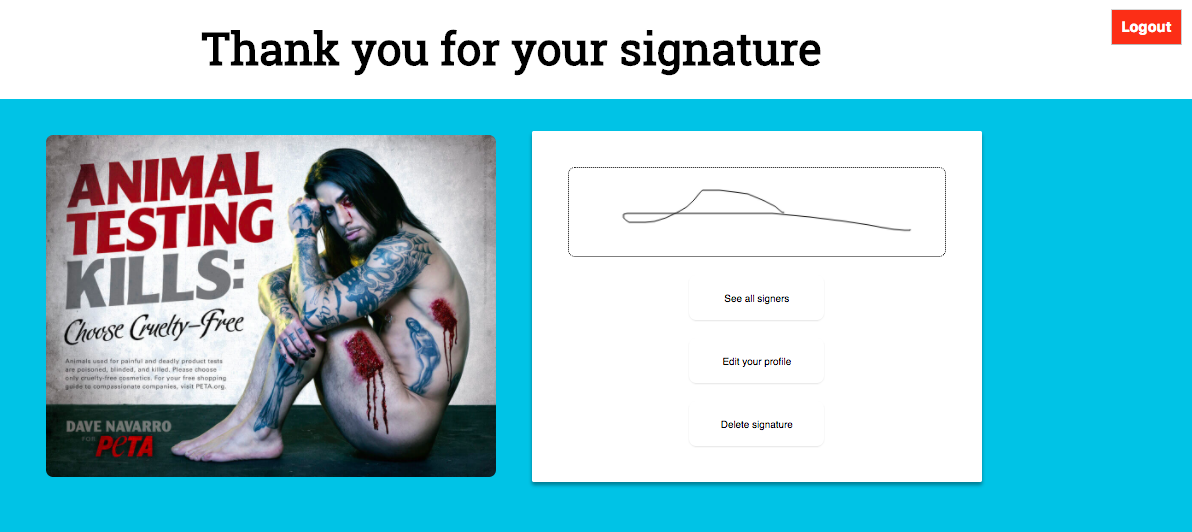 Thank you for your signature
Logout
ANIMAL
TESTING
KILLS:
Choose Cruelty–Free
Animals used for painful and deadly product tests
are poisoned, blinded, and killed. Please choose
only cruelty-free cosmetics. For your free shopping
guide to compassionate companies, visit PETA.org.
DAVE NAVARRO
FOR PETA
See all signers
Edit your profile
Delete signature